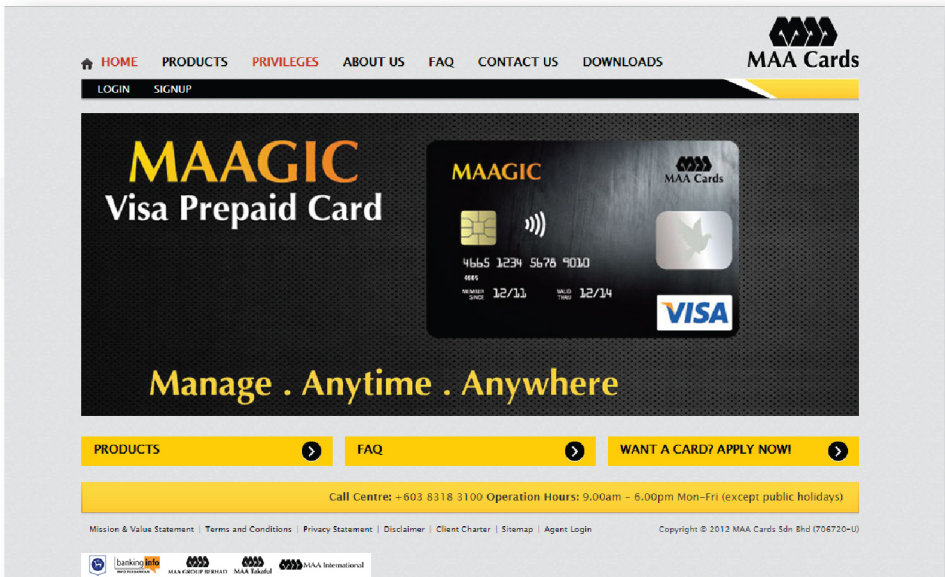 MAA Cards
HOME PRODUCTS PRIVILEGES ABOUT US FAQ CONTACT US DOWNLOADS
LOGIN SIGNUP
MAAGIC
Visa Prepaid Card
MAAGIC
MAA Cards
4665 1234 5678 9010
MEMBER SINCE 12/11 VALID THRU 12/14
VISA
Manage . Anytime . Anywhere
PRODUCTS
FAQ
WANT A CARD? APPLY NOW!
Call Centre: +603 8318 3100 Operation Hours: 9.00am - 6.00pm Mon-Fri (except public holidays)
Mission & Value Statement | Terms and Conditions | Privacy Statement | Disclaimer | Client Charter | Sitemap | Agent Login
Copyright © 2012 MAA Cards Sdn Bhd (706720-U)
bankinginfo
MAA GROUP BERHAD
MAA Takaful
MAA International